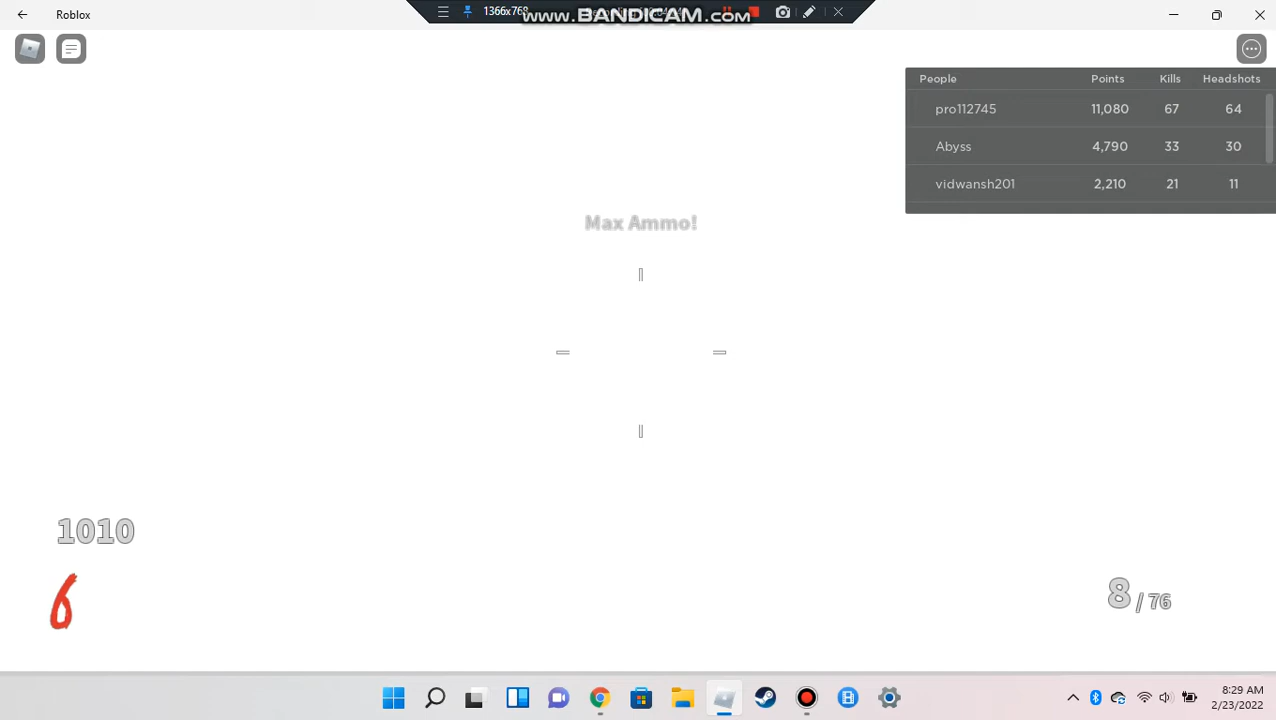 Roblox
1366x768
www.BANDICAM.com
People Points Kills Headshots
pro112745 11,080 67 64
Abyss 4,790 33 30
vidwansh201 2,210 21 11
Max Ammo!
1010
6
8 / 76
8:29 AM
2/23/2022